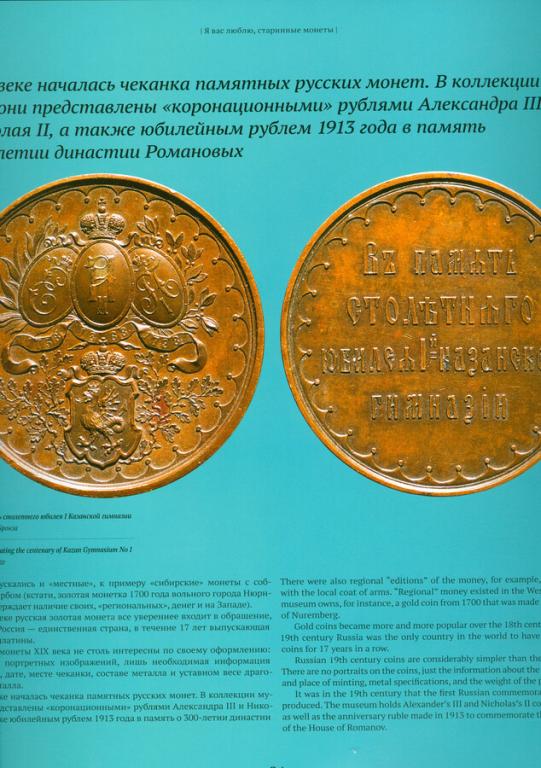 | Я вас люблю, старинные монеты |
веке началась чеканка памятных русских монет. В коллекции
они представлены «коронационными» рублями Александра III
олая II, а также юбилейным рублем 1913 года в память
летии династии Романовых
Въ память
столѣтняго
юбилея Iй Казанско
гимназіи
ь столетнего юбилея I Казанской гимназии
бронза
ating the centenary of Kazan Gymnasium No 1
ускались и «местные», к примеру «сибирские» монеты с соб-
ербом (кстати, золотая монетка 1700 года вольного города Нюрн-
ерждает наличие своих, «региональных», денег и на Западе).
еке русская золотая монета все увереннее входит в обращение,
Россия — единственная страна, в течение 17 лет выпускающая
латины.
монеты XIX века не столь интересны по своему оформлению:
портретных изображений, лишь необходимая информация
, дате, месте чеканки, составе металла и уставном весе драго-
талла.
ке началась чеканка памятных русских монет. В коллекции му-
дставлены «коронационными» рублями Александра III и Нико-
же юбилейным рублем 1913 года в память о 300-летии династии
There were also regional “editions” of the money, for example,
with the local coat of arms. “Regional” money existed in the Wes
museum owns, for instance, a gold coin from 1700 that was made
of Nuremberg.
Gold coins became more and more popular over the 18th cent
19th century Russia was the only country in the world to have
coins for 17 years in a row.
Russian 19th century coins are considerably simpler than the
There are no portraits on the coins, just the information about the
and place of minting, metal specifications, and the weight of the p
It was in the 19th century that the first Russian commemora
produced. The museum holds Alexander's III and Nicholas's II co
as well as the anniversary ruble made in 1913 to commemorate th
of the House of Romanov.